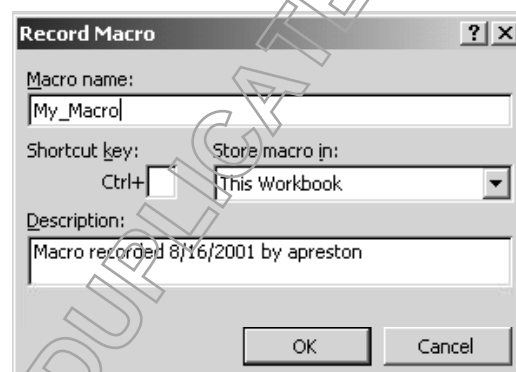 Record Macro ? X
Macro name:
My_Macro
Shortcut key: Store macro in:
Ctrl+ This Workbook
Description:
Macro recorded 8/16/2001 by apreston
OK Cancel
DUPLICATE